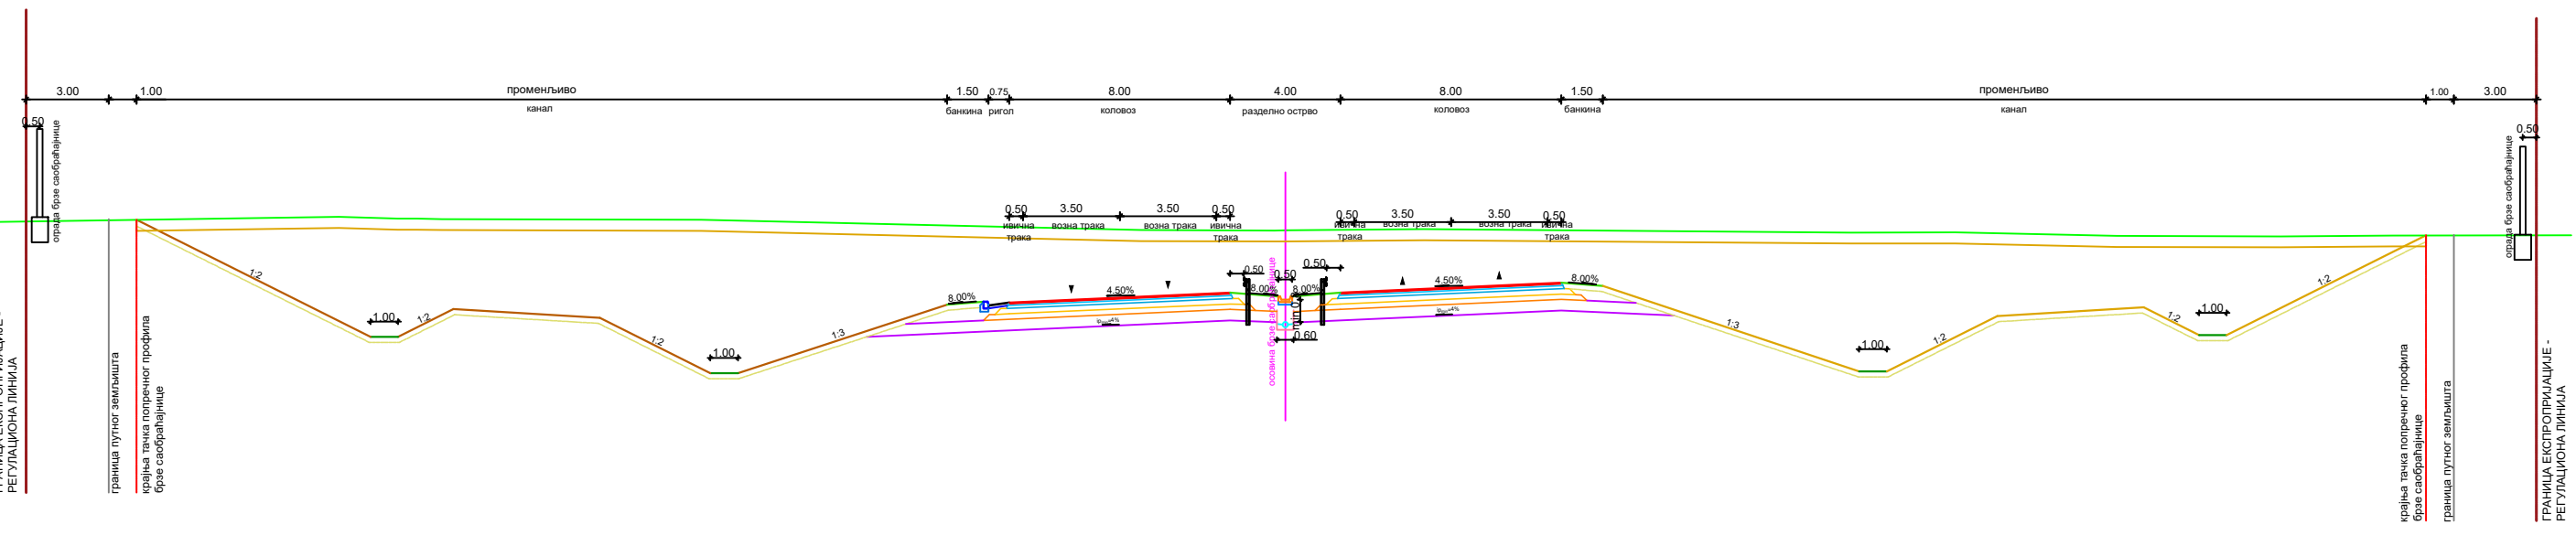 3.00
1.00
променљиво
1.50
0.75
8.00
4.00
8.00
1.50
променљиво
1.00
3.00
канал
банкина
ригол
коловоз
разделно острво
коловоз
банкина
канал
0.50
ограда брзе саобраћајнице
0.50
ограда брзе саобраћајнице
0.50
3.50
3.50
0.50
ивична
трака
возна трака
возна трака
ивична
трака
0.50
3.50
3.50
0.50
ивична
трака
возна трака
возна трака
ивична
трака
1:2
1.00
1:2
1:2
1.00
1:3
8.00%
4.50%
0.50
8.00%
0.50
0.50
8.00%
4.50%
8.00%
0.60
осовина брзе саобраћајнице
1:3
1.00
1:2
1:2
1.00
1:2
РЕГУЛАЦИОНА ЛИНИЈА
граница путног земљишта
крајња тачка попречног профила
брзе саобраћајнице
крајња тачка попречног профила
брзе саобраћајнице
граница путног земљишта
ГРАНИЦА ЕКСПРОПРИЈАЦИЈЕ -
РЕГУЛАЦИОНА ЛИНИЈА